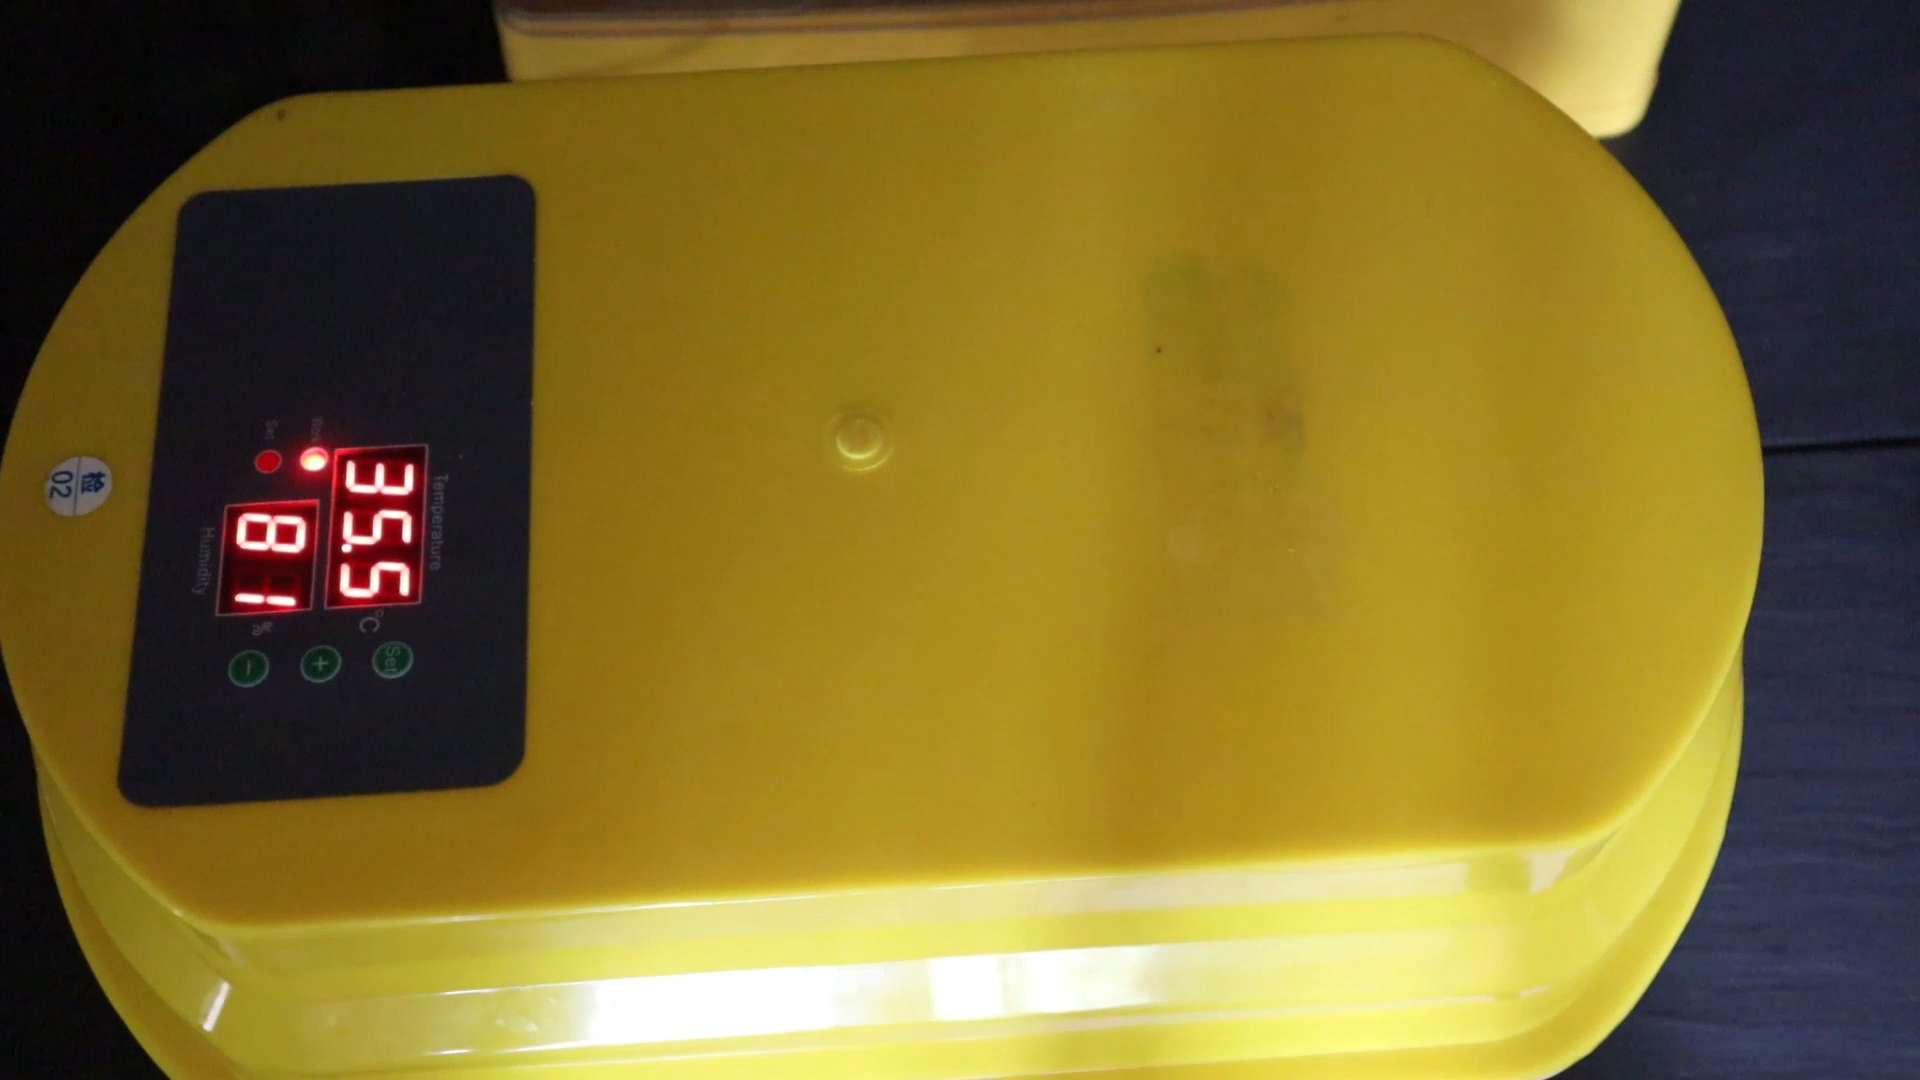 Temperature
35.5 °C
Set
81 %
Humidity
Set
+
-
检
02